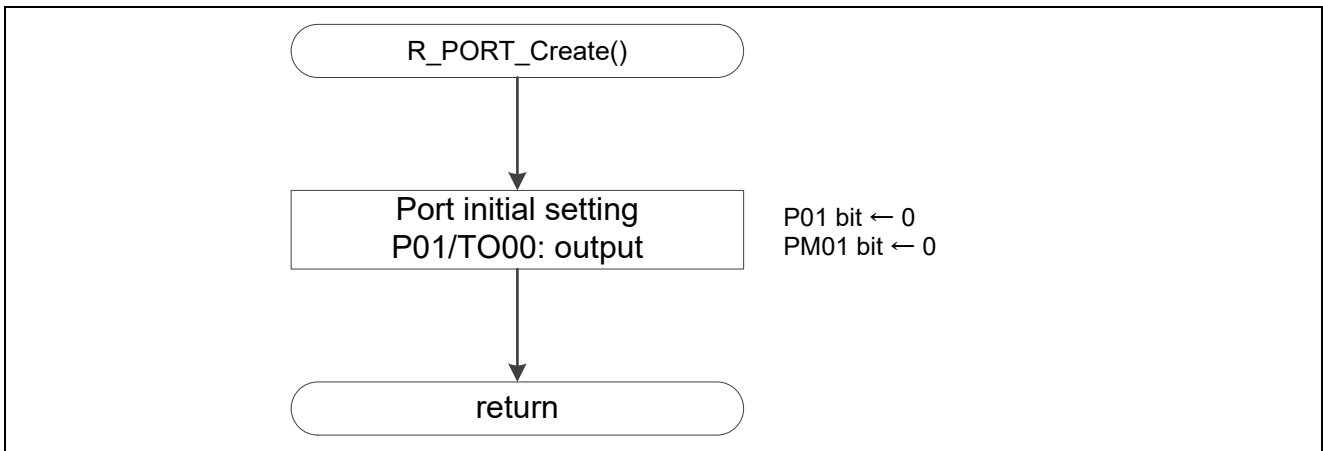 R_PORT_Create()
Port initial setting
P01/TO00: output
P01 bit ← 0
PM01 bit ← 0
return